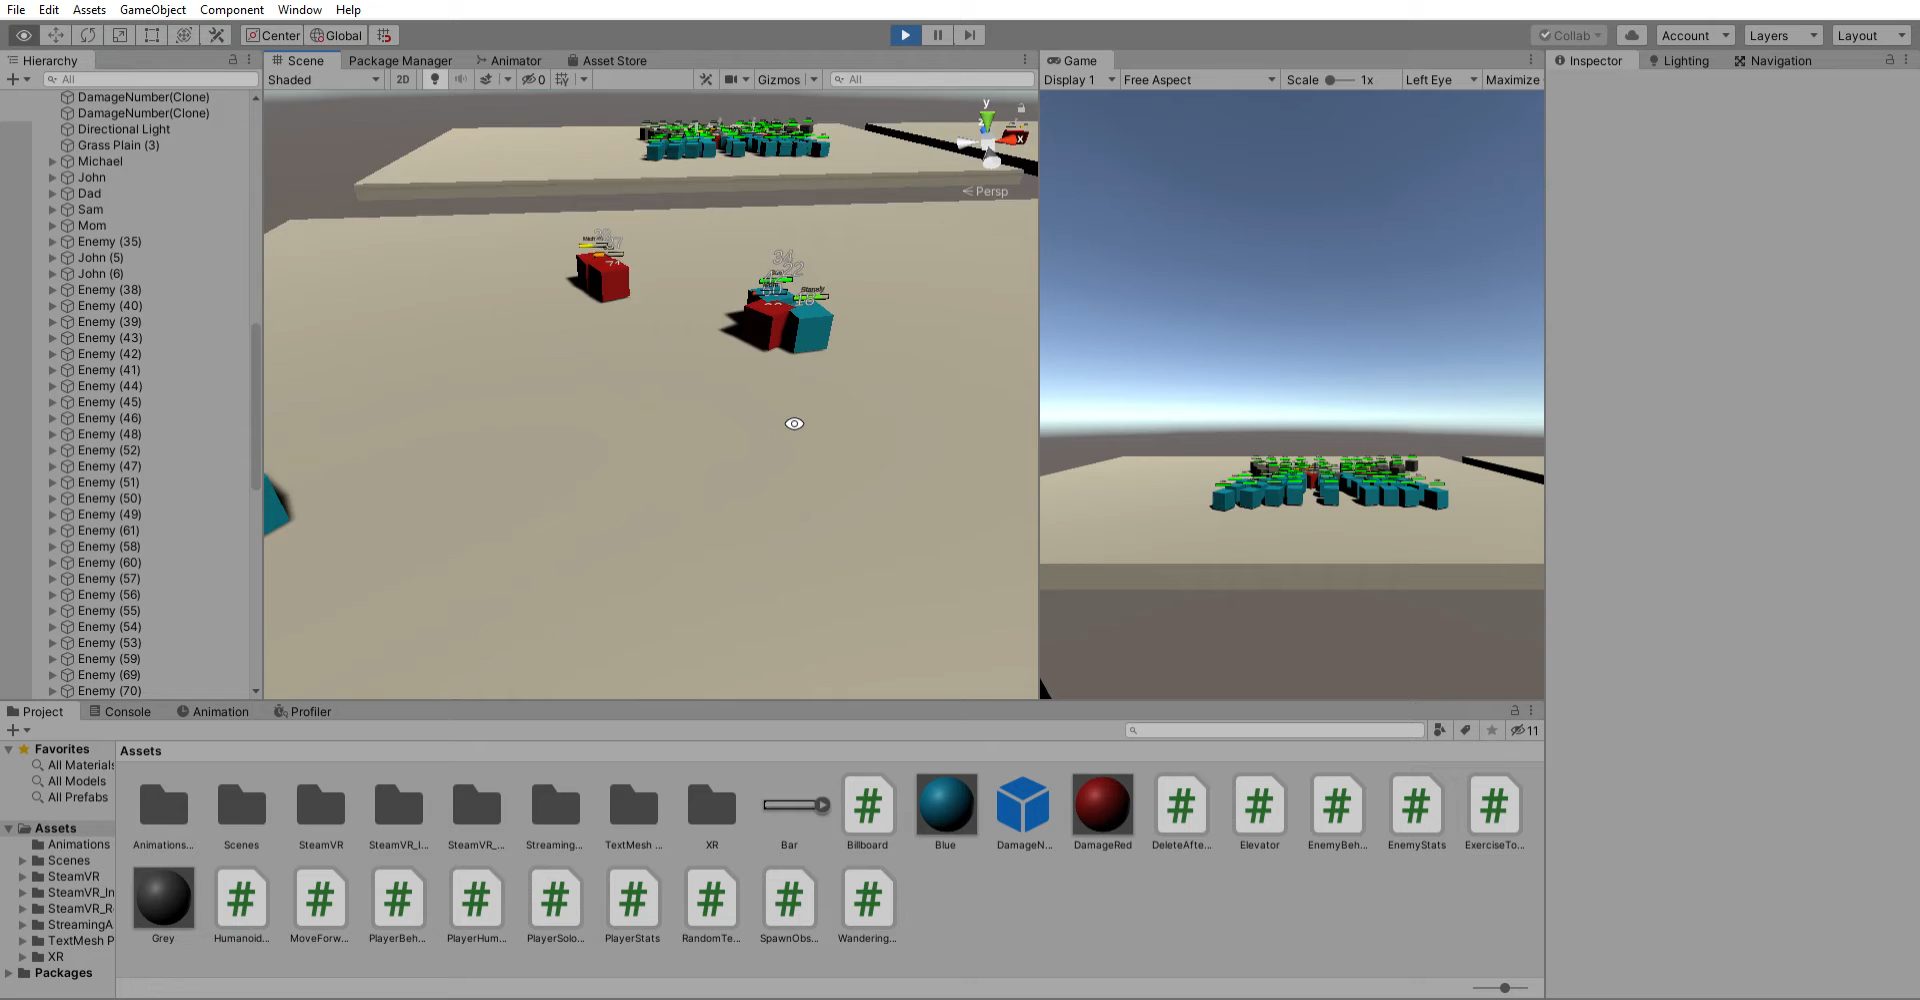 File Edit Assets GameObject Component Window Help
Center Global Collab Account Layers Layout
Hierarchy
All
DamageNumber(Clone)
DamageNumber(Clone)
Directional Light
Grass Plain (3)
Michael
John
Dad
Sam
Mom
Enemy (35)
John (5)
John (6)
Enemy (38)
Enemy (40)
Enemy (39)
Enemy (43)
Enemy (42)
Enemy (41)
Enemy (44)
Enemy (45)
Enemy (46)
Enemy (48)
Enemy (52)
Enemy (47)
Enemy (51)
Enemy (50)
Enemy (49)
Enemy (61)
Enemy (58)
Enemy (60)
Enemy (57)
Enemy (56)
Enemy (55)
Enemy (54)
Enemy (53)
Enemy (59)
Enemy (69)
Enemy (70)
Scene Package Manager Animator Asset Store
Shaded 2D 0 Gizmos All
y
x
Persp
34
22
Game
Display 1 Free Aspect Scale 1x Left Eye Maximize
Inspector Lighting Navigation
Project Console Animation Profiler
11
Favorites
All Materials
All Models
All Prefabs
Assets
Animations
Scenes
SteamVR
SteamVR_In
SteamVR_R
StreamingA
TextMesh P
XR
Packages
Assets
Animations... Scenes SteamVR SteamVR_I... SteamVR_... Streaming... TextMesh ... XR Bar Billboard Blue DamageN... DamageRed DeleteAfte... Elevator EnemyBeh... EnemyStats ExerciseTo...
Grey Humanoid... MoveForw... PlayerBeh... PlayerHum... PlayerSolo... PlayerStats RandomTe... SpawnObs... Wandering...